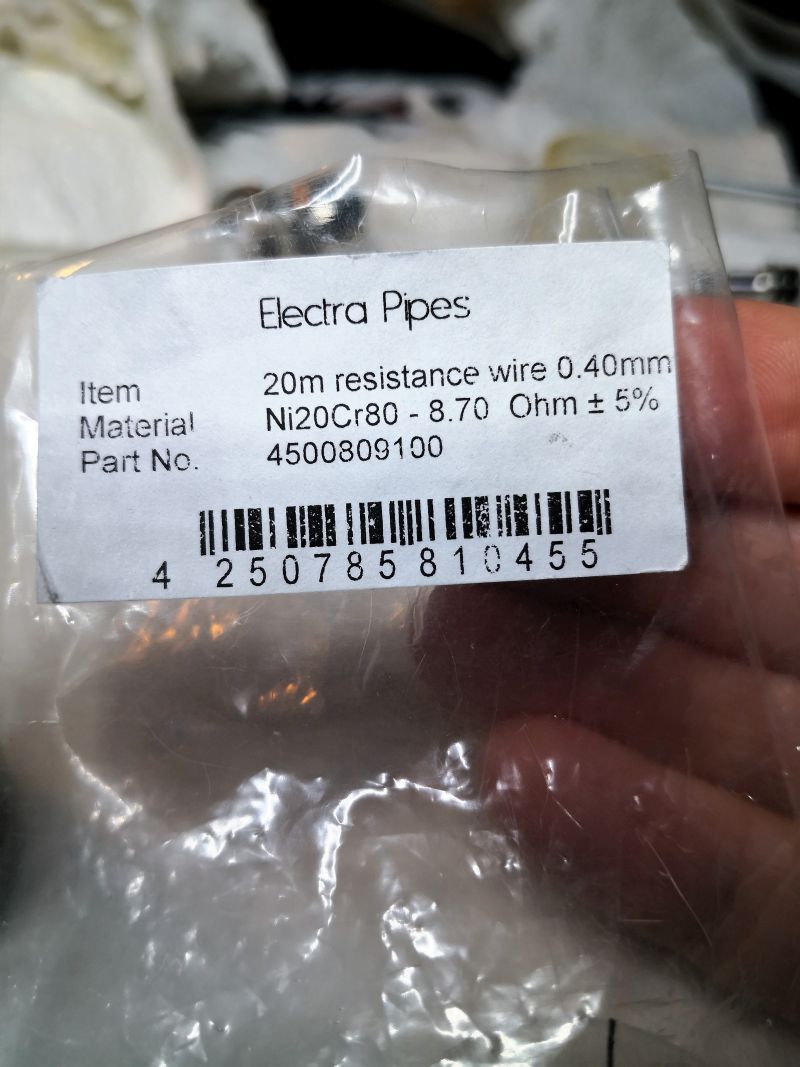 Electra Pipes
Item 20m resistance wire 0.40mm
Material Ni20Cr80 - 8.70 Ohm ± 5%
Part No. 4500809100
4 250785 810455